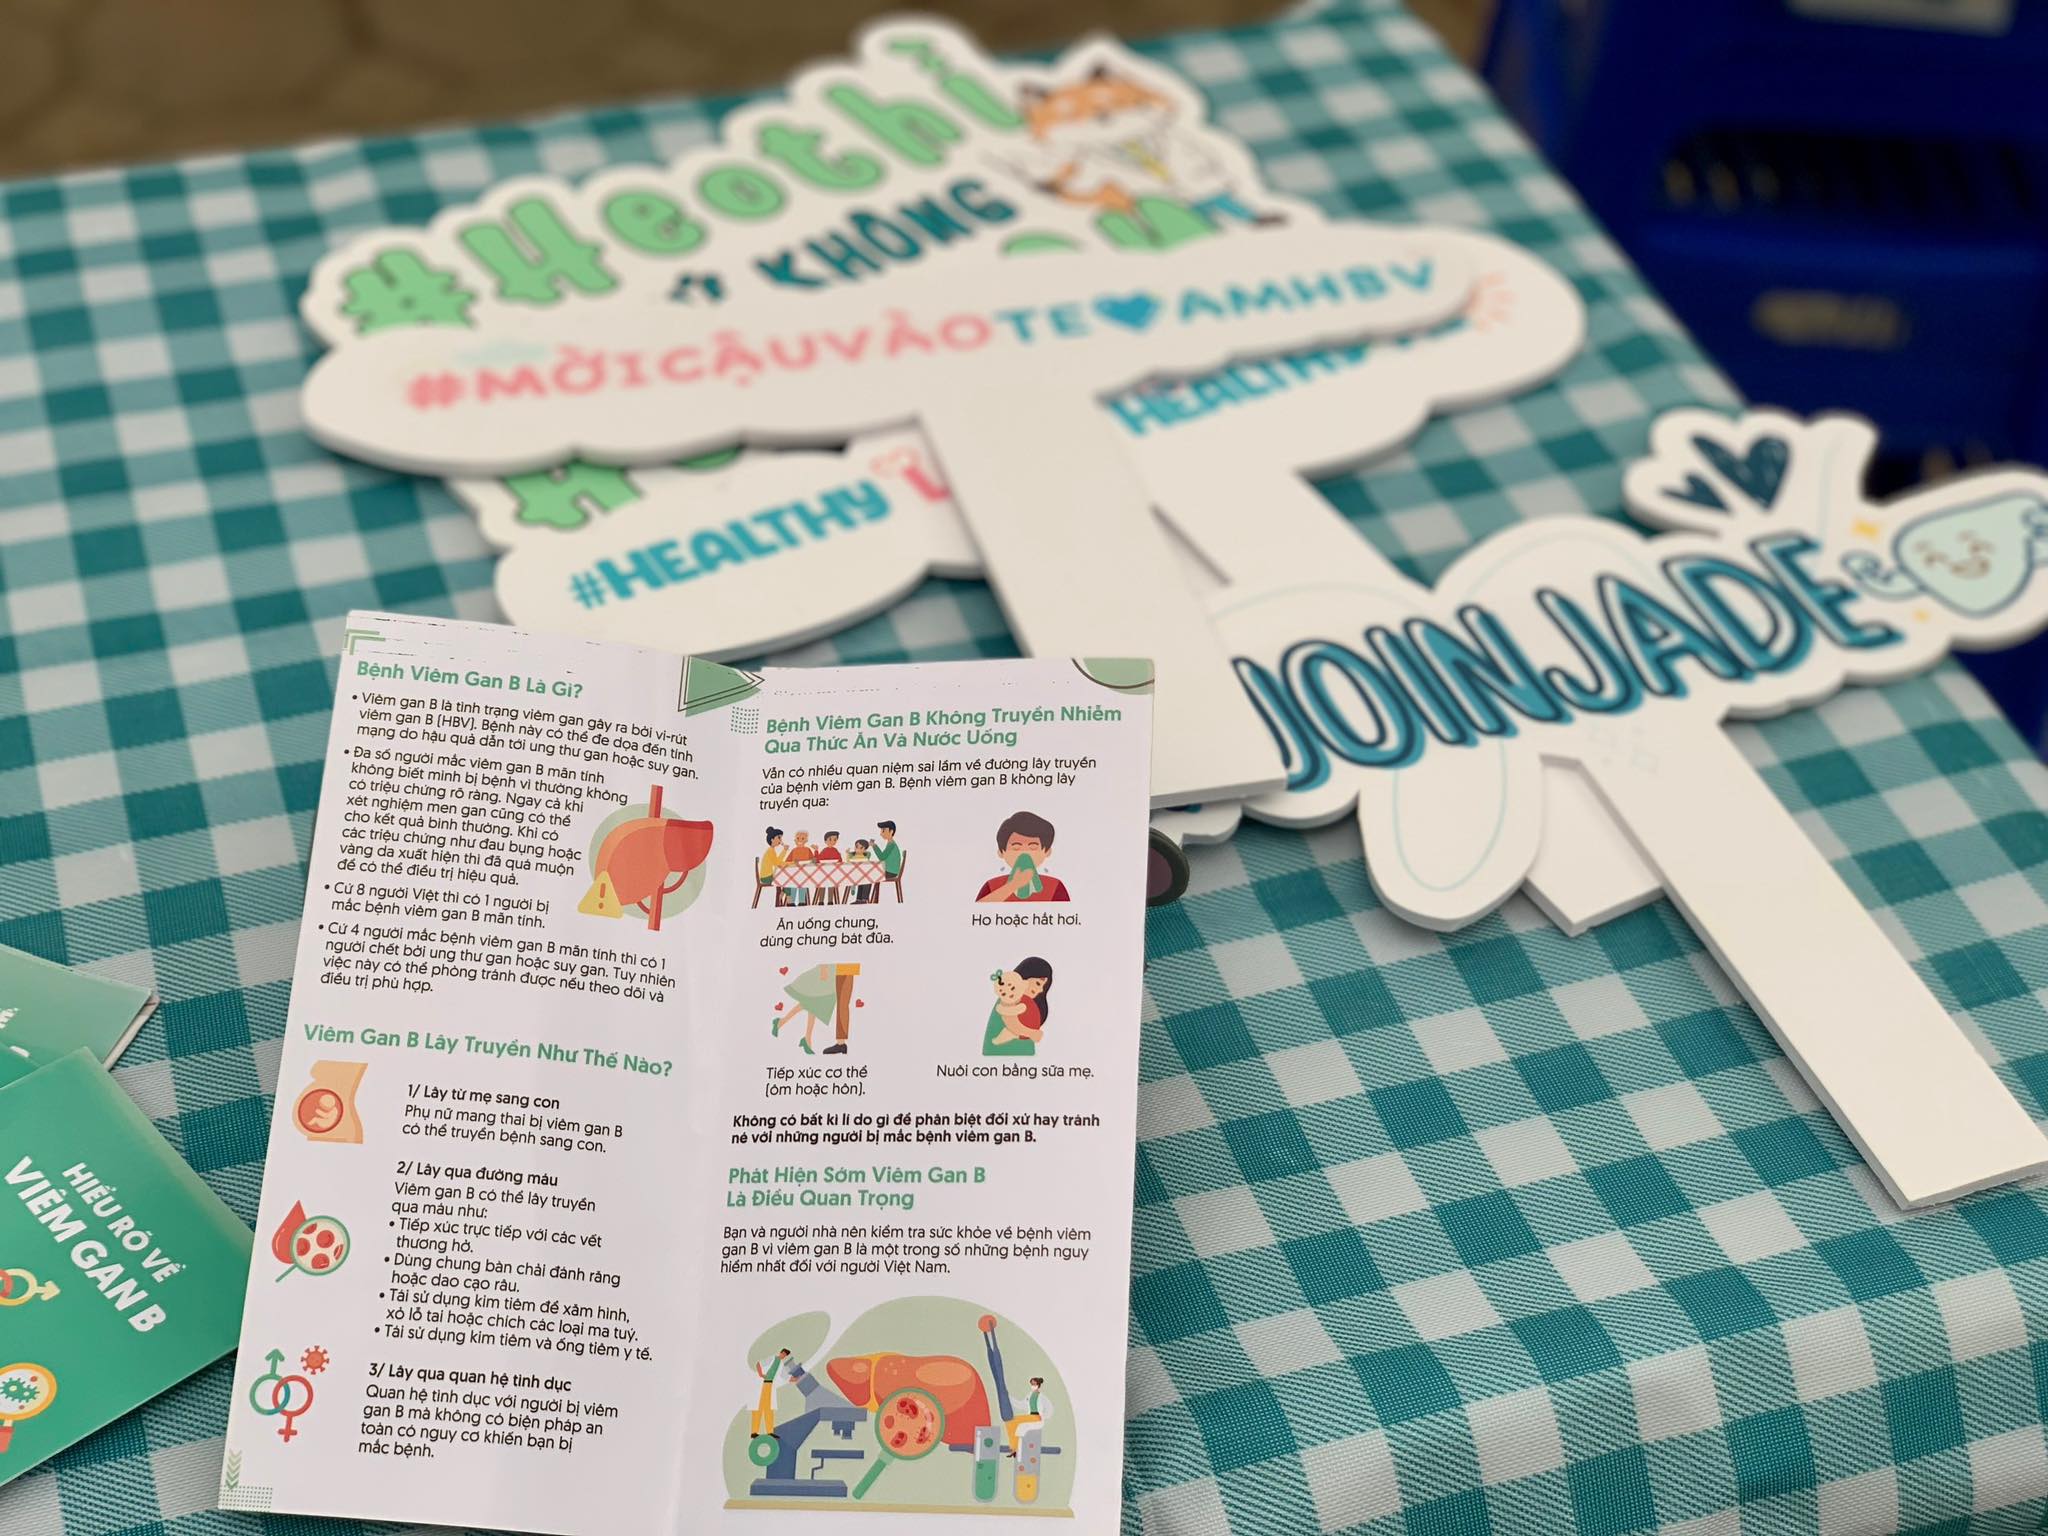 #Heothi
KHÔNG
#MỜICẬUVÀOTE AMHBV
HEALTHY
#HEALTHY
JOINJADE
Bệnh Viêm Gan B Là Gì?
• Viêm gan B là tình trạng viêm gan gây ra bởi vi-rút
viêm gan B (HBV). Bệnh này có thể đe dọa đến tính
mạng do hậu quả dẫn tới ung thư gan hoặc suy gan.
• Đa số người mắc viêm gan B mãn tính
không biết mình bị bệnh vì thường không
có triệu chứng rõ ràng. Ngay cả khi
xét nghiệm men gan cũng có thể
cho kết quả bình thường. Khi có
các triệu chứng như đau bụng hoặc
vàng da xuất hiện thì đã quá muộn
để có thể điều trị hiệu quả.
• Cứ 8 người Việt thì có 1 người bị
mắc bệnh viêm gan B mãn tính.
• Cứ 4 người mắc bệnh viêm gan B mãn tính thì có 1
người chết bởi ung thư gan hoặc suy gan. Tuy nhiên
việc này có thể phòng tránh được nếu theo dõi và
điều trị phù hợp.
Viêm Gan B Lây Truyền Như Thế Nào?
1/ Lây từ mẹ sang con
Phụ nữ mang thai bị viêm gan B
có thể truyền bệnh sang con.
2/ Lây qua đường máu
Viêm gan B có thể lây truyền
qua máu như:
• Tiếp xúc trực tiếp với các vết
thương hở.
• Dùng chung bàn chải đánh răng
hoặc dao cạo râu.
• Tái sử dụng kim tiêm để xăm hình,
xỏ lỗ tai hoặc chích các loại ma tuý.
• Tái sử dụng kim tiêm và ống tiêm y tế.
3/ Lây qua quan hệ tình dục
Quan hệ tình dục với người bị viêm
gan B mà không có biện pháp an
toàn có nguy cơ khiến bạn bị
mắc bệnh.
Bệnh Viêm Gan B Không Truyền Nhiễm
Qua Thức Ăn Và Nước Uống
Vẫn có nhiều quan niệm sai lầm về đường lây truyền
của bệnh viêm gan B. Bệnh viêm gan B không lây
truyền qua:
Ăn uống chung,
dùng chung bát đũa.
Ho hoặc hắt hơi.
Tiếp xúc cơ thể
(ôm hoặc hôn).
Nuôi con bằng sữa mẹ.
Không có bất kì lí do gì để phân biệt đối xử hay tránh
né với những người bị mắc bệnh viêm gan B.
Phát Hiện Sớm Viêm Gan B
Là Điều Quan Trọng
Bạn và người nhà nên kiểm tra sức khỏe về bệnh viêm
gan B vì viêm gan B là một trong số những bệnh nguy
hiểm nhất đối với người Việt Nam.
HIỂU RÕ VỀ
VIÊM GAN B